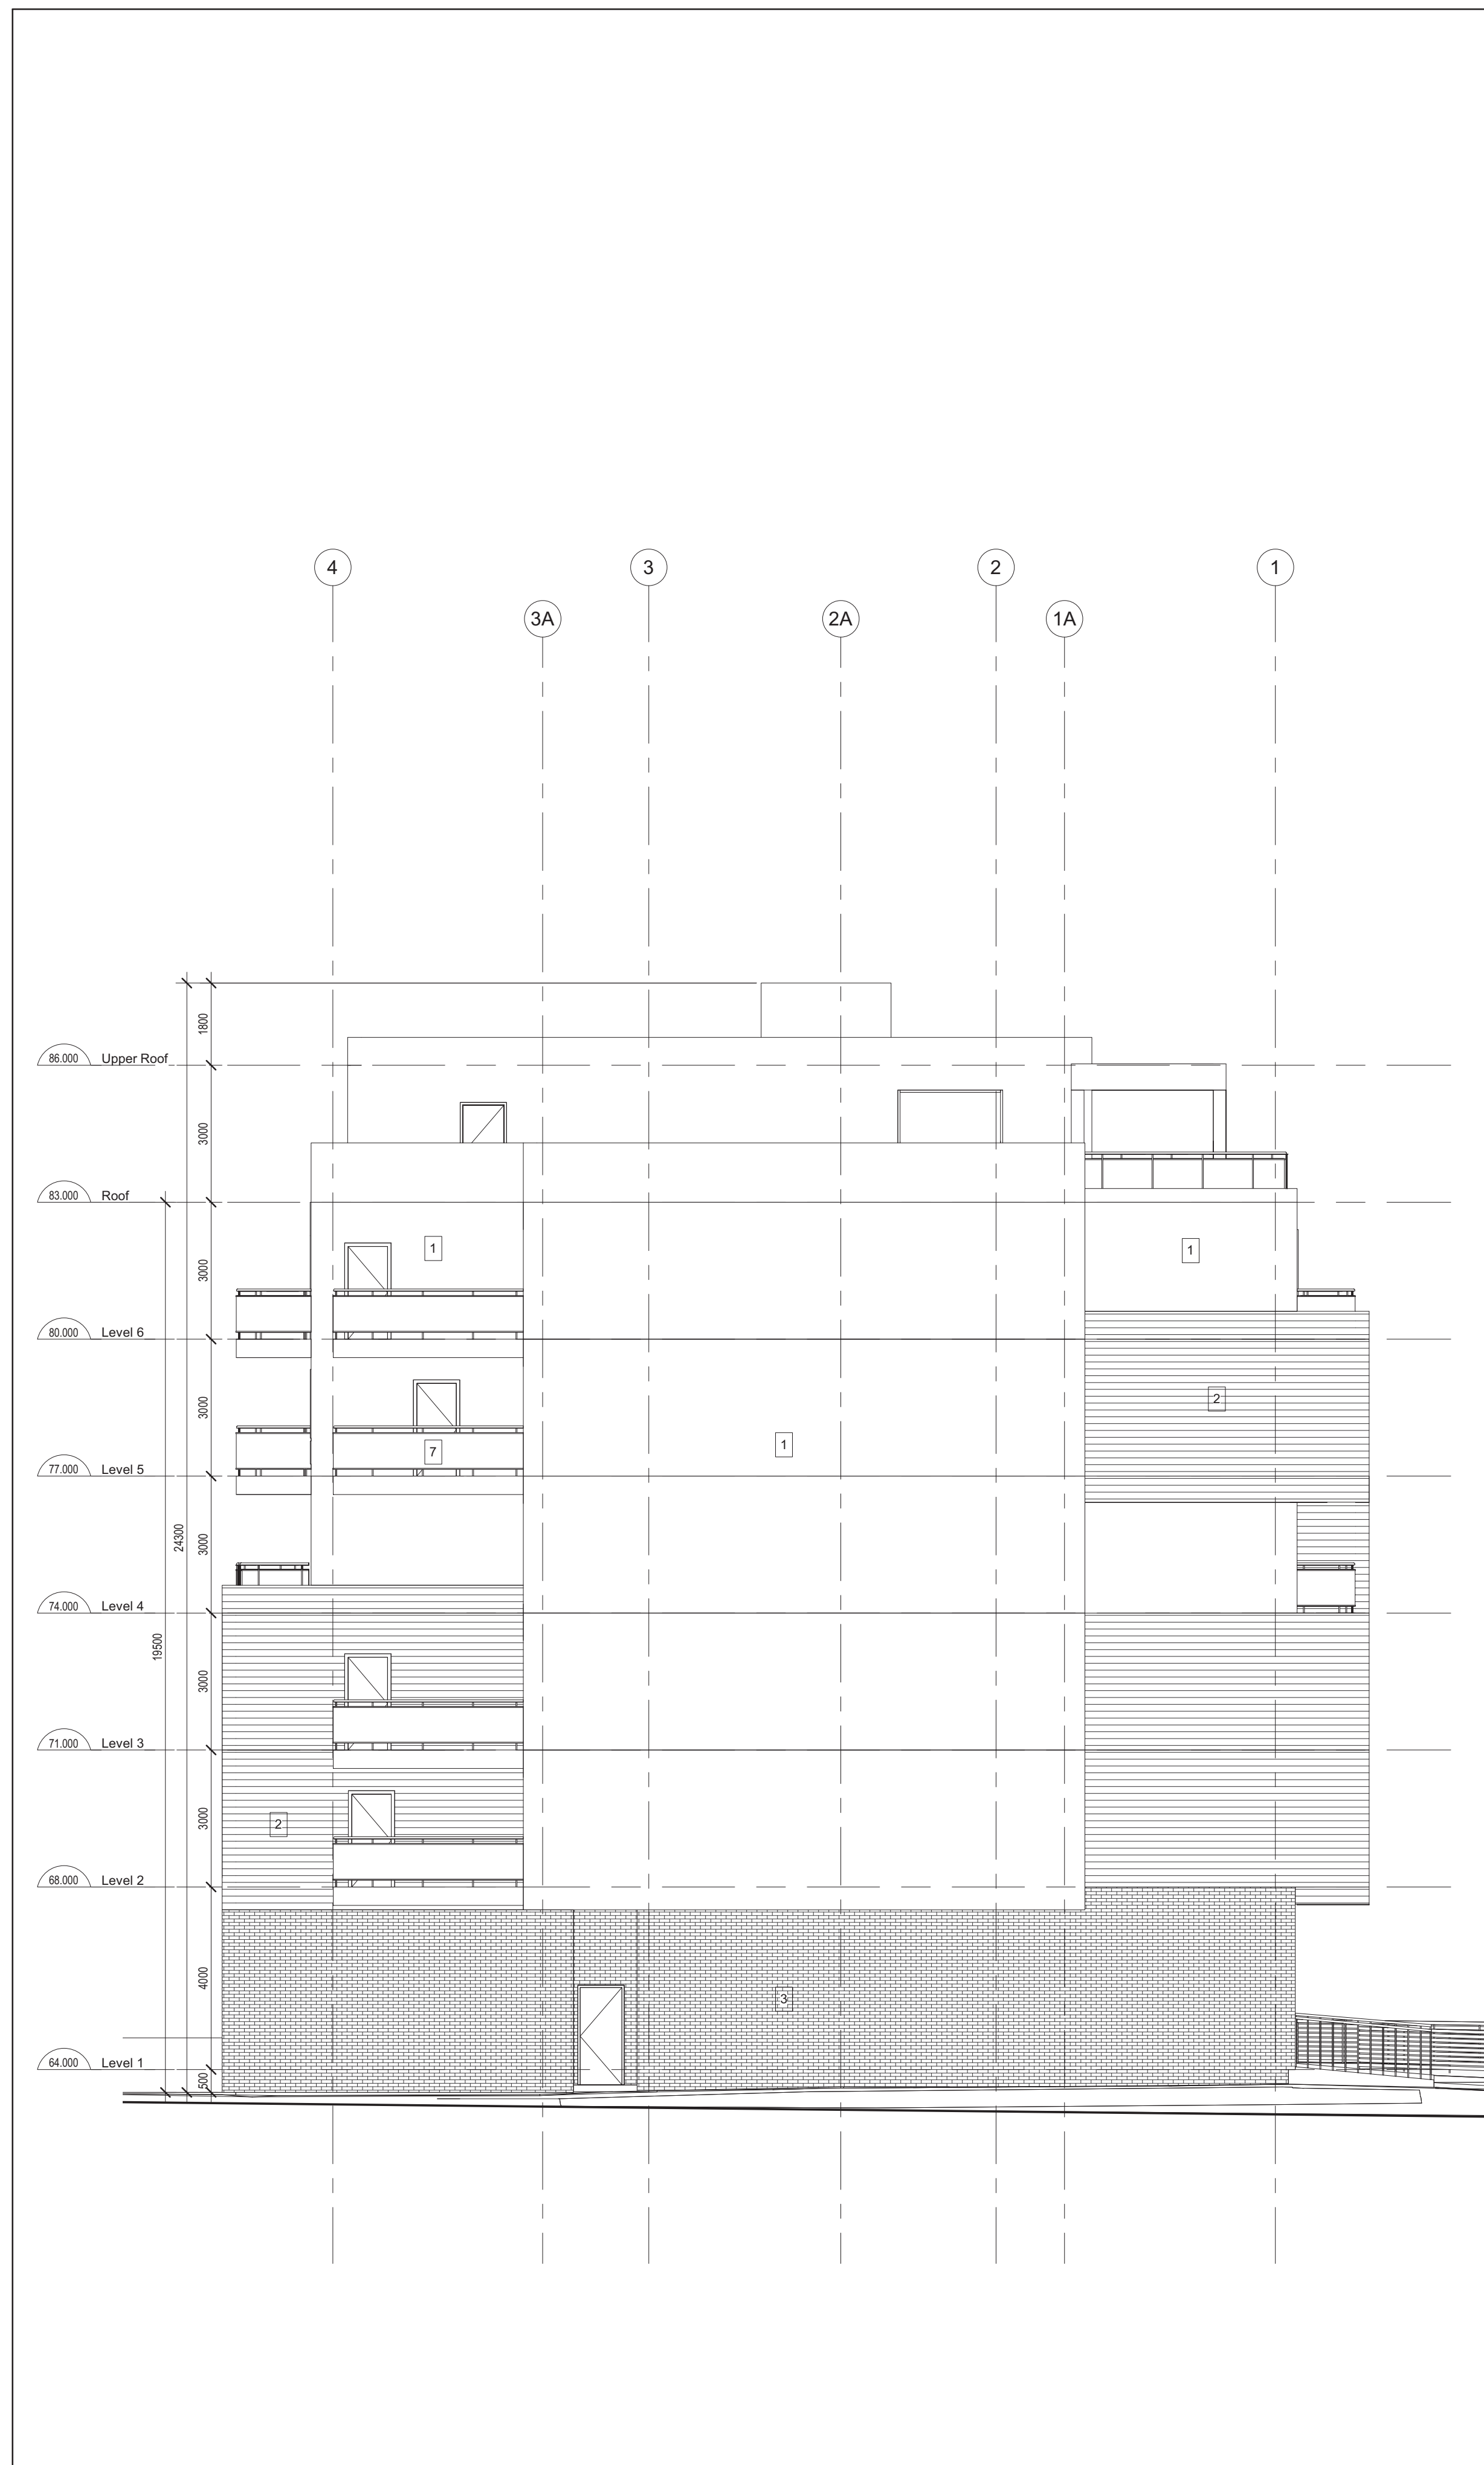 4
3
2
1
3A
2A
1A
1800
86.000 Upper Roof
3000
83.000 Roof
1
1
3000
80.000 Level 6
2
3000
7
1
77.000 Level 5
24300
3000
74.000 Level 4
19500
3000
71.000 Level 3
3000
2
68.000 Level 2
4000
3
64.000 Level 1
500